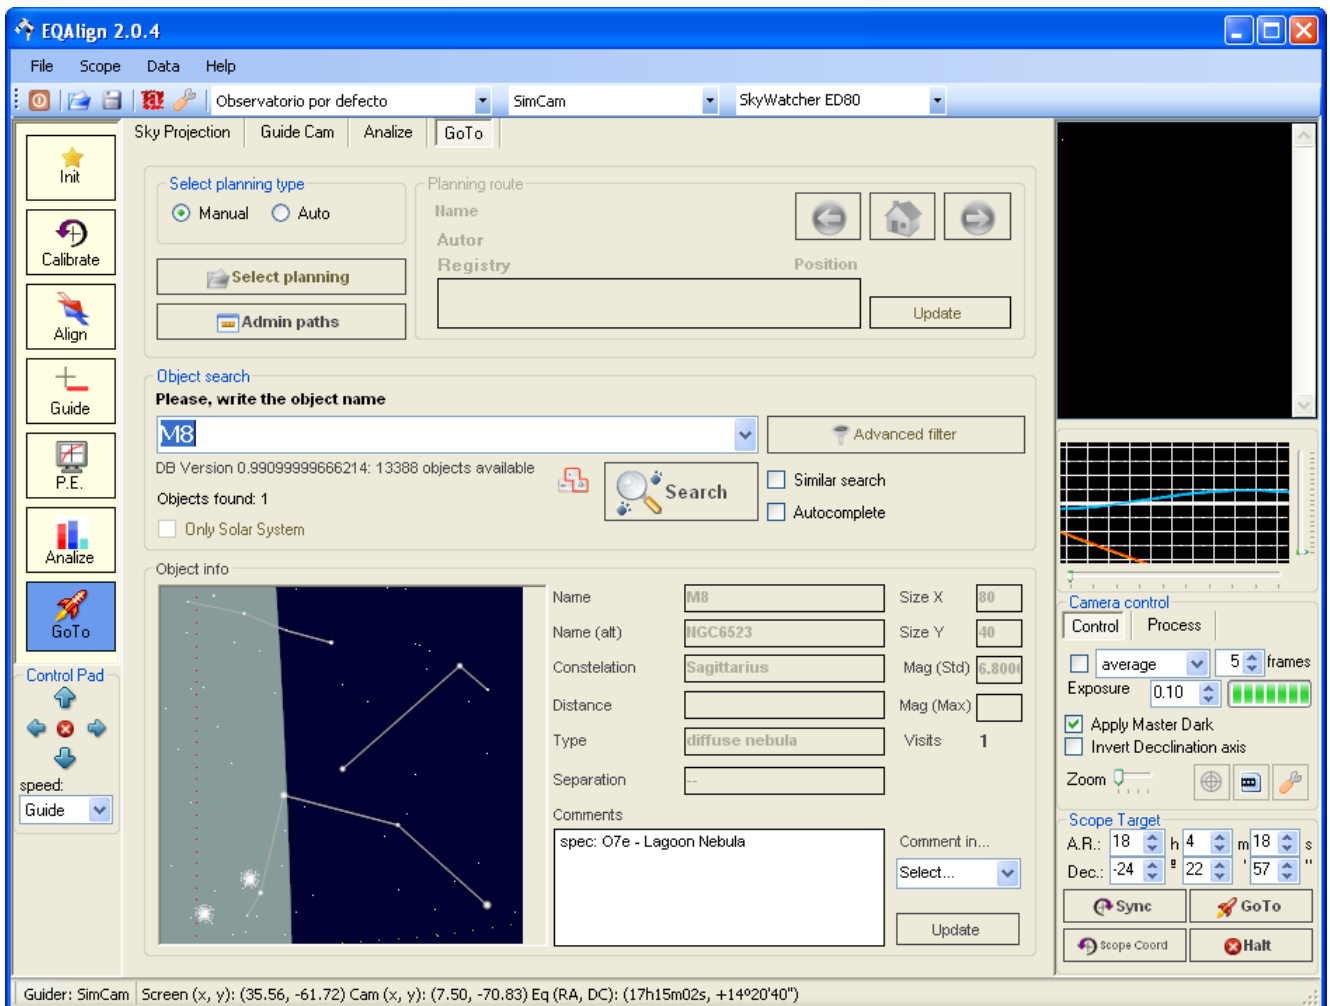 EQAlign 2.0.4
File Scope Data Help
Observatorio por defecto SimCam SkyWatcher ED80
Sky Projection Guide Cam Analize GoTo
Init
Calibrate
Align
Guide
P.E.
Analize
GoTo
Control Pad
speed:
Guide
Select planning type
Manual Auto
Select planning
Admin paths
Planning route
Name
Autor
Registry Position
Update
Object search
Please, write the object name
M8
Advanced filter
DB Version 0.99099999666214: 13388 objects available
Objects found: 1
Only Solar System
Search
Similar search
Autocomplete
Object info
Name M8 Size X 80
Name (alt) NGC6523 Size Y 40
Constelation Sagittarius Mag (Std) 6.800
Distance Mag (Max)
Type diffuse nebula Visits 1
Separation --
Comments
spec: O7e - Lagoon Nebula
Comment in...
Select...
Update
Camera control
Control Process
average 5 frames
Exposure 0.10
Apply Master Dark
Invert Decclination axis
Zoom
Scope Target
A.R.: 18 h 4 m 18 s
Dec.: -24 º 22 ' 57 "
Sync GoTo
Scope Coord Halt
Guider: SimCam Screen (x, y): (35.56, -61.72) Cam (x, y): (7.50, -70.83) Eq (RA, DC): (17h15m02s, +14º20'40")